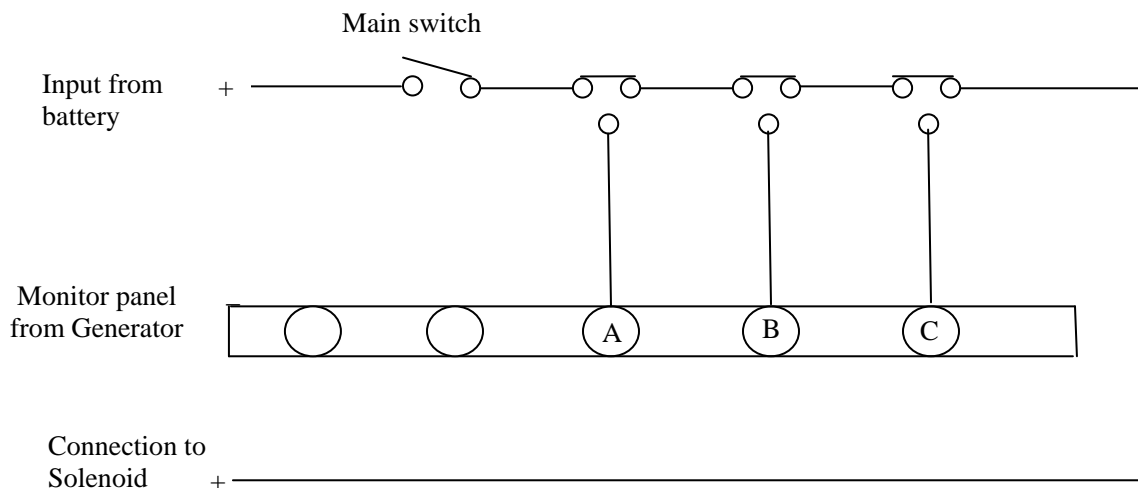 Main switch
Input from
battery
+
Monitor panel
from Generator
−
A
B
C
Connection to
Solenoid
+